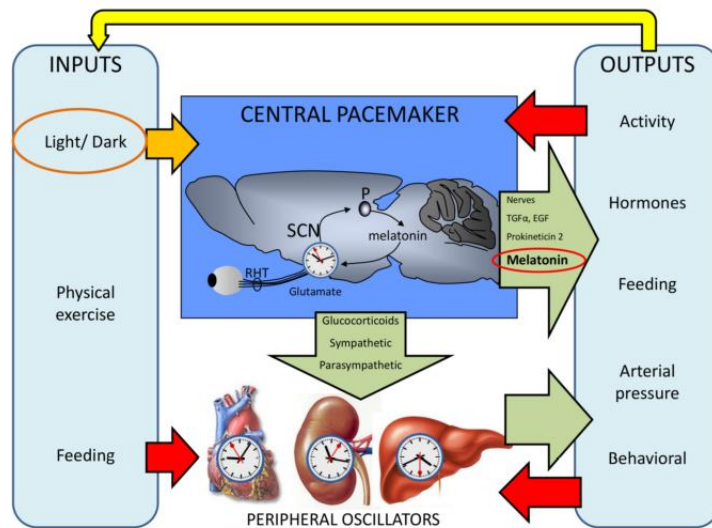 INPUTS
Light/ Dark
Physical
exercise
Feeding
CENTRAL PACEMAKER
P
SCN
melatonin
RHT
Glutamate
Nerves
TGFα, EGF
Prokineticin 2
Melatonin
Glucocorticoids
Sympathetic
Parasympathetic
PERIPHERAL OSCILLATORS
OUTPUTS
Activity
Hormones
Feeding
Arterial
pressure
Behavioral